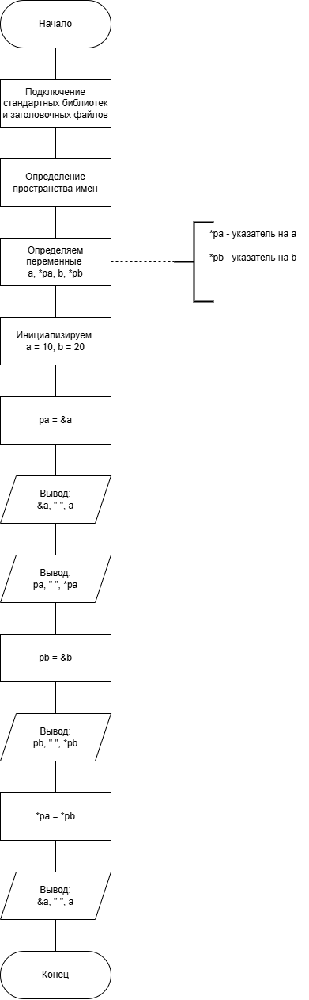 Начало
Подключение
стандартных библиотек
и заголовочных файлов
Определение
пространства имён
Определяем
переменные
a, *pa, b, *pb
*pa - указатель на a
*pb - указатель на b
Инициализируем
a = 10, b = 20
pa = &a
Вывод:
&a, " ", a
Вывод:
pa, " ", *pa
pb = &b
Вывод:
pb, " ", *pb
*pa = *pb
Вывод:
&a, " ", a
Конец